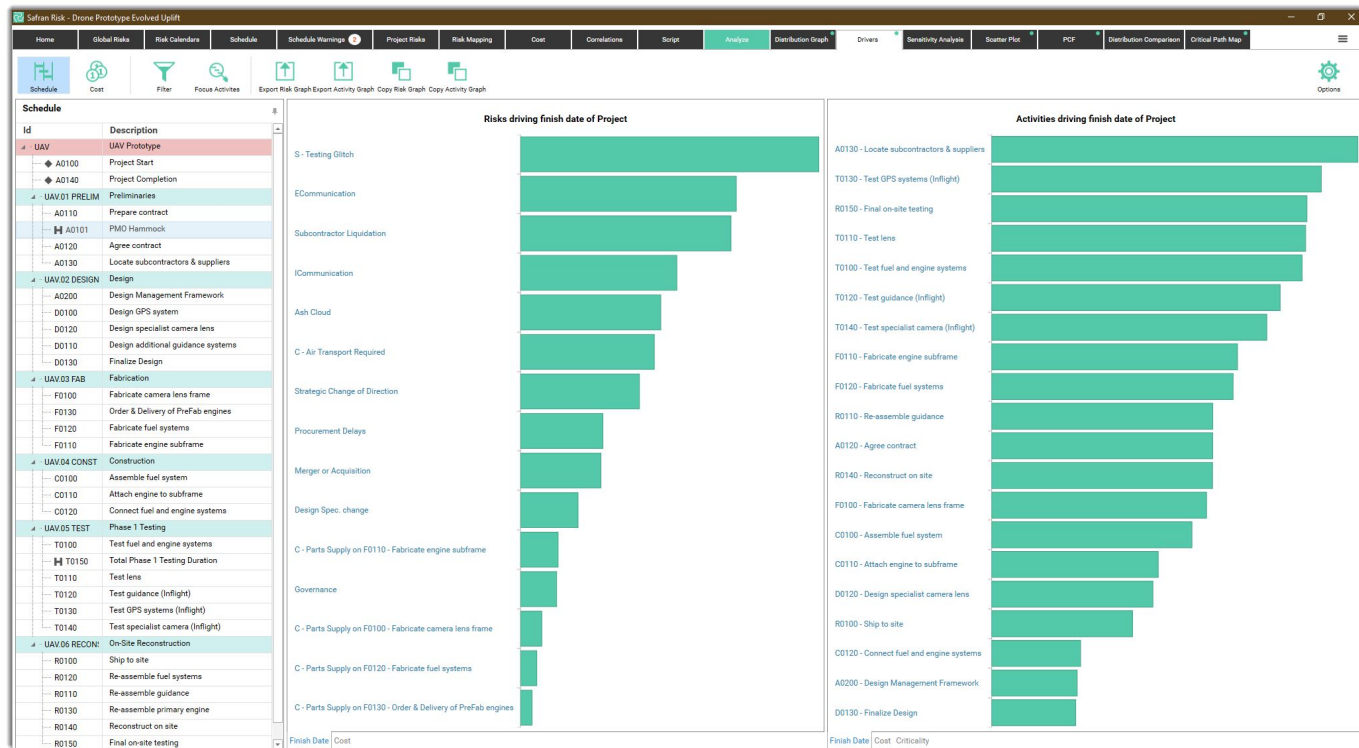 Safran Risk - Drone Prototype Evolved Uplift
Home Global Risks Risk Calendars Schedule Schedule Warnings 2 Project Risks Risk Mapping Cost Correlations Script Analyze Distribution Graph Drivers Sensitivity Analysis Scatter Plot PCF Distribution Comparison Critical Path Map
Schedule Cost Filter Focus Activites Export Risk Graph Export Activity Graph Copy Risk Graph Copy Activity Graph Options
Schedule
Id Description
UAV UAV Prototype
A0100 Project Start
A0140 Project Completion
UAV.01 PRELIM Preliminaries
A0110 Prepare contract
A0101 PMO Hammock
A0120 Agree contract
A0130 Locate subcontractors & suppliers
UAV.02 DESIGN Design
A0200 Design Management Framework
D0100 Design GPS system
D0120 Design specialist camera lens
D0110 Design additional guidance systems
D0130 Finalize Design
UAV.03 FAB Fabrication
F0100 Fabricate camera lens frame
F0130 Order & Delivery of PreFab engines
F0120 Fabricate fuel systems
F0110 Fabricate engine subframe
UAV.04 CONST Construction
C0100 Assemble fuel system
C0110 Attach engine to subframe
C0120 Connect fuel and engine systems
UAV.05 TEST Phase 1 Testing
T0100 Test fuel and engine systems
T0150 Total Phase 1 Testing Duration
T0110 Test lens
T0120 Test guidance (Inflight)
T0130 Test GPS systems (Inflight)
T0140 Test specialist camera (Inflight)
UAV.06 RECON: On-Site Reconstruction
R0100 Ship to site
R0120 Re-assemble fuel systems
R0110 Re-assemble guidance
R0130 Re-assemble primary engine
R0140 Reconstruct on site
R0150 Final on-site testing
Risks driving finish date of Project
S - Testing Glitch
ECommunication
Subcontractor Liquidation
ICommunication
Ash Cloud
C - Air Transport Required
Strategic Change of Direction
Procurement Delays
Merger or Acquisition
Design Spec. change
C - Parts Supply on F0110 - Fabricate engine subframe
Governance
C - Parts Supply on F0100 - Fabricate camera lens frame
C - Parts Supply on F0120 - Fabricate fuel systems
C - Parts Supply on F0130 - Order & Delivery of PreFab engines
Finish Date Cost
Activities driving finish date of Project
A0130 - Locate subcontractors & suppliers
T0130 - Test GPS systems (Inflight)
R0150 - Final on-site testing
T0110 - Test lens
T0100 - Test fuel and engine systems
T0120 - Test guidance (Inflight)
T0140 - Test specialist camera (Inflight)
F0110 - Fabricate engine subframe
F0120 - Fabricate fuel systems
R0110 - Re-assemble guidance
A0120 - Agree contract
R0140 - Reconstruct on site
F0100 - Fabricate camera lens frame
C0100 - Assemble fuel system
C0110 - Attach engine to subframe
D0120 - Design specialist camera lens
R0100 - Ship to site
C0120 - Connect fuel and engine systems
A0200 - Design Management Framework
D0130 - Finalize Design
Finish Date Cost Criticality